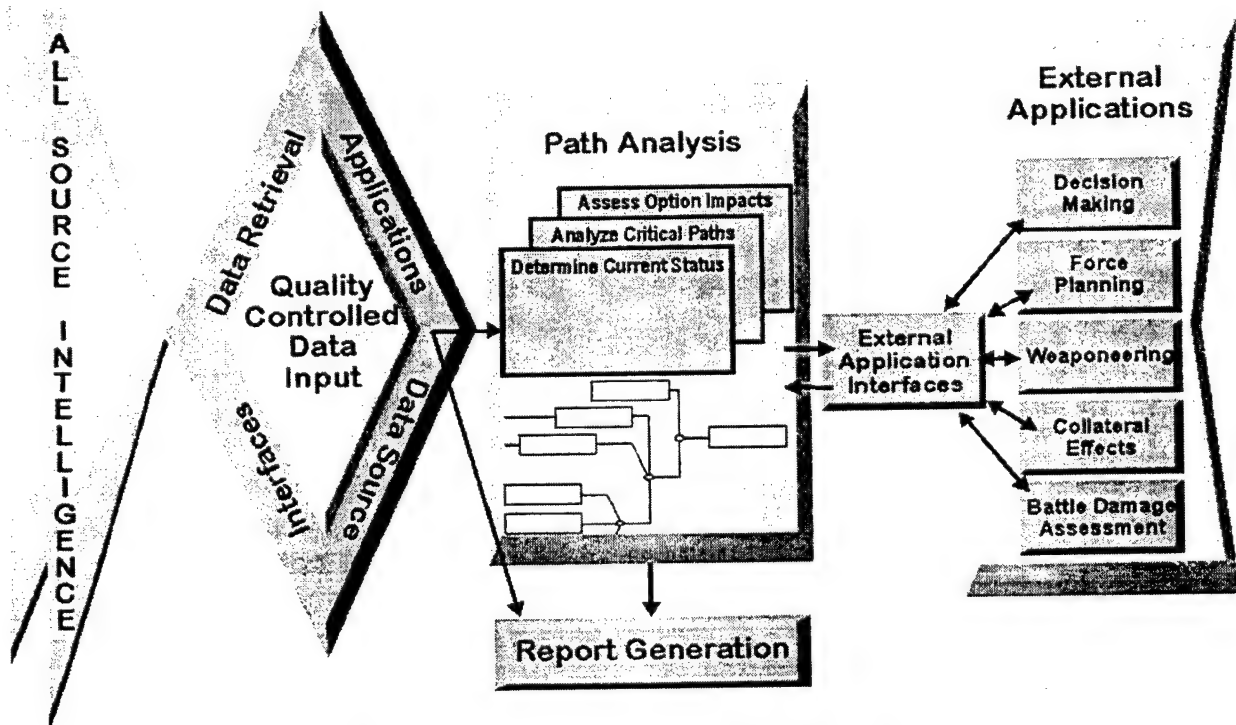 ALL SOURCE INTELLIGENCE
Data Retrieval
Interfaces
Applications
Data Source
Quality
Controlled
Data
Input
Path Analysis
Assess Option Impacts
Analyze Critical Paths
Determine Current Status
Report Generation
External
Application
Interfaces
External
Applications
Decision
Making
Force
Planning
Weaponeering
Collateral
Effects
Battle Damage
Assessment